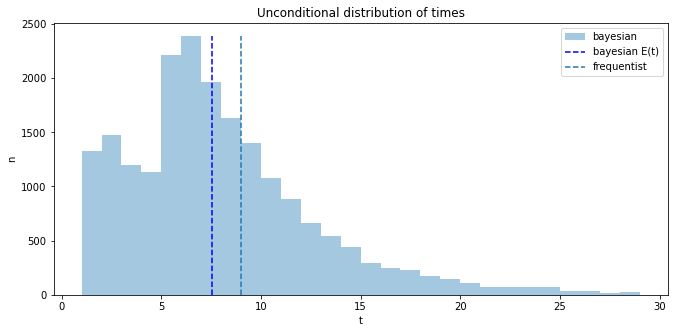 Unconditional distribution of times
bayesian
bayesian E(t)
frequentist
2500
2000
1500
1000
500
0
n
0 5 10 15 20 25 30
t